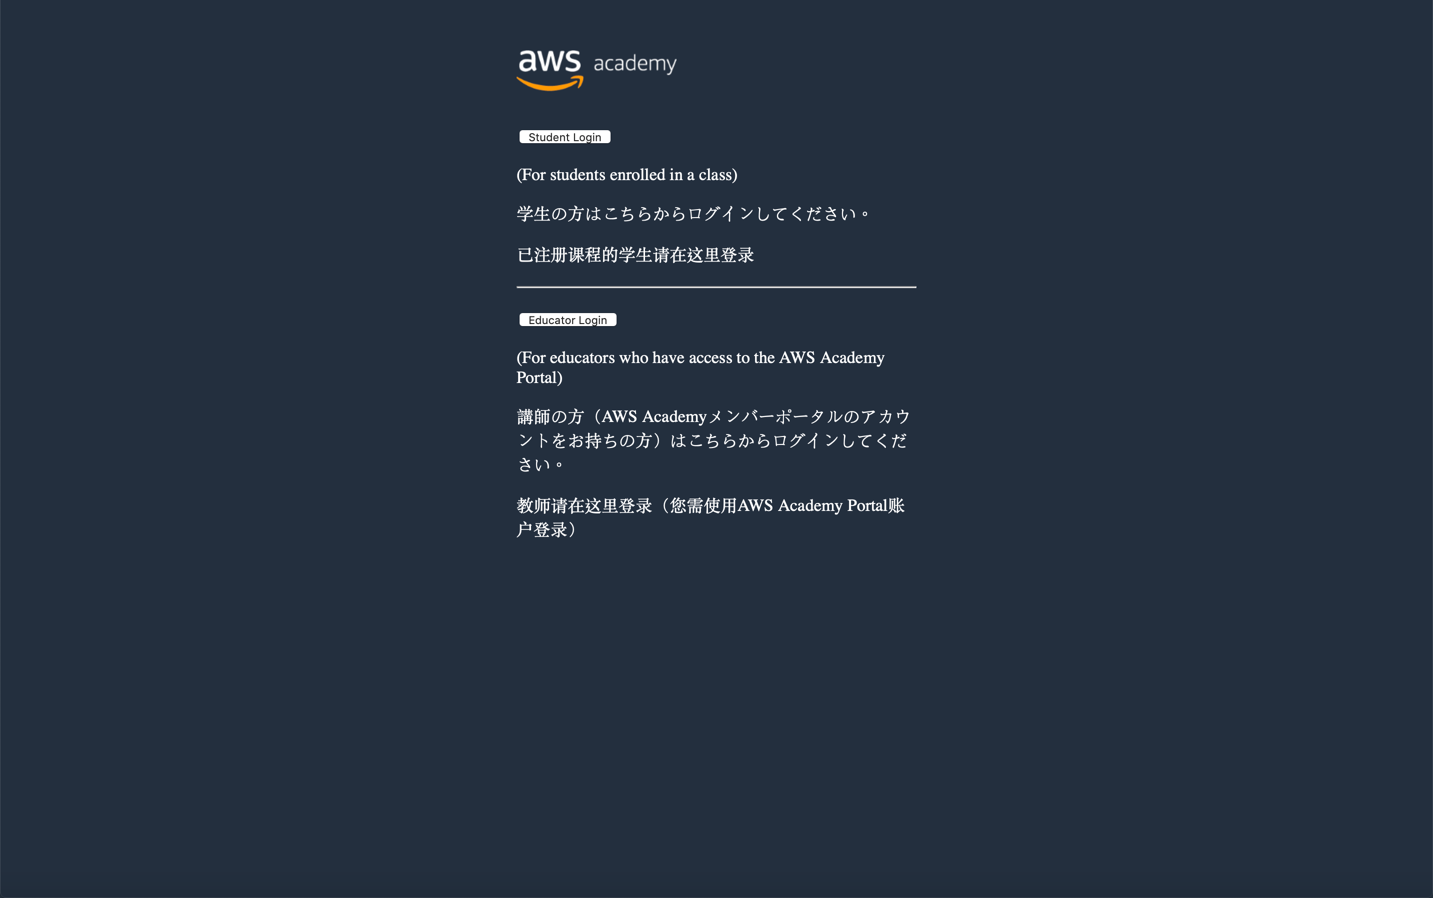 aws academy
Student Login
(For students enrolled in a class)
学生の方はこちらからログインしてください。
已注册课程的学生请在这里登录
Educator Login
(For educators who have access to the AWS Academy
Portal)
講師の方（AWS Academyメンバーポータルのアカウ
ントをお持ちの方）はこちらからログインしてくだ
さい。
教师请在这里登录（您需使用AWS Academy Portal账
户登录）